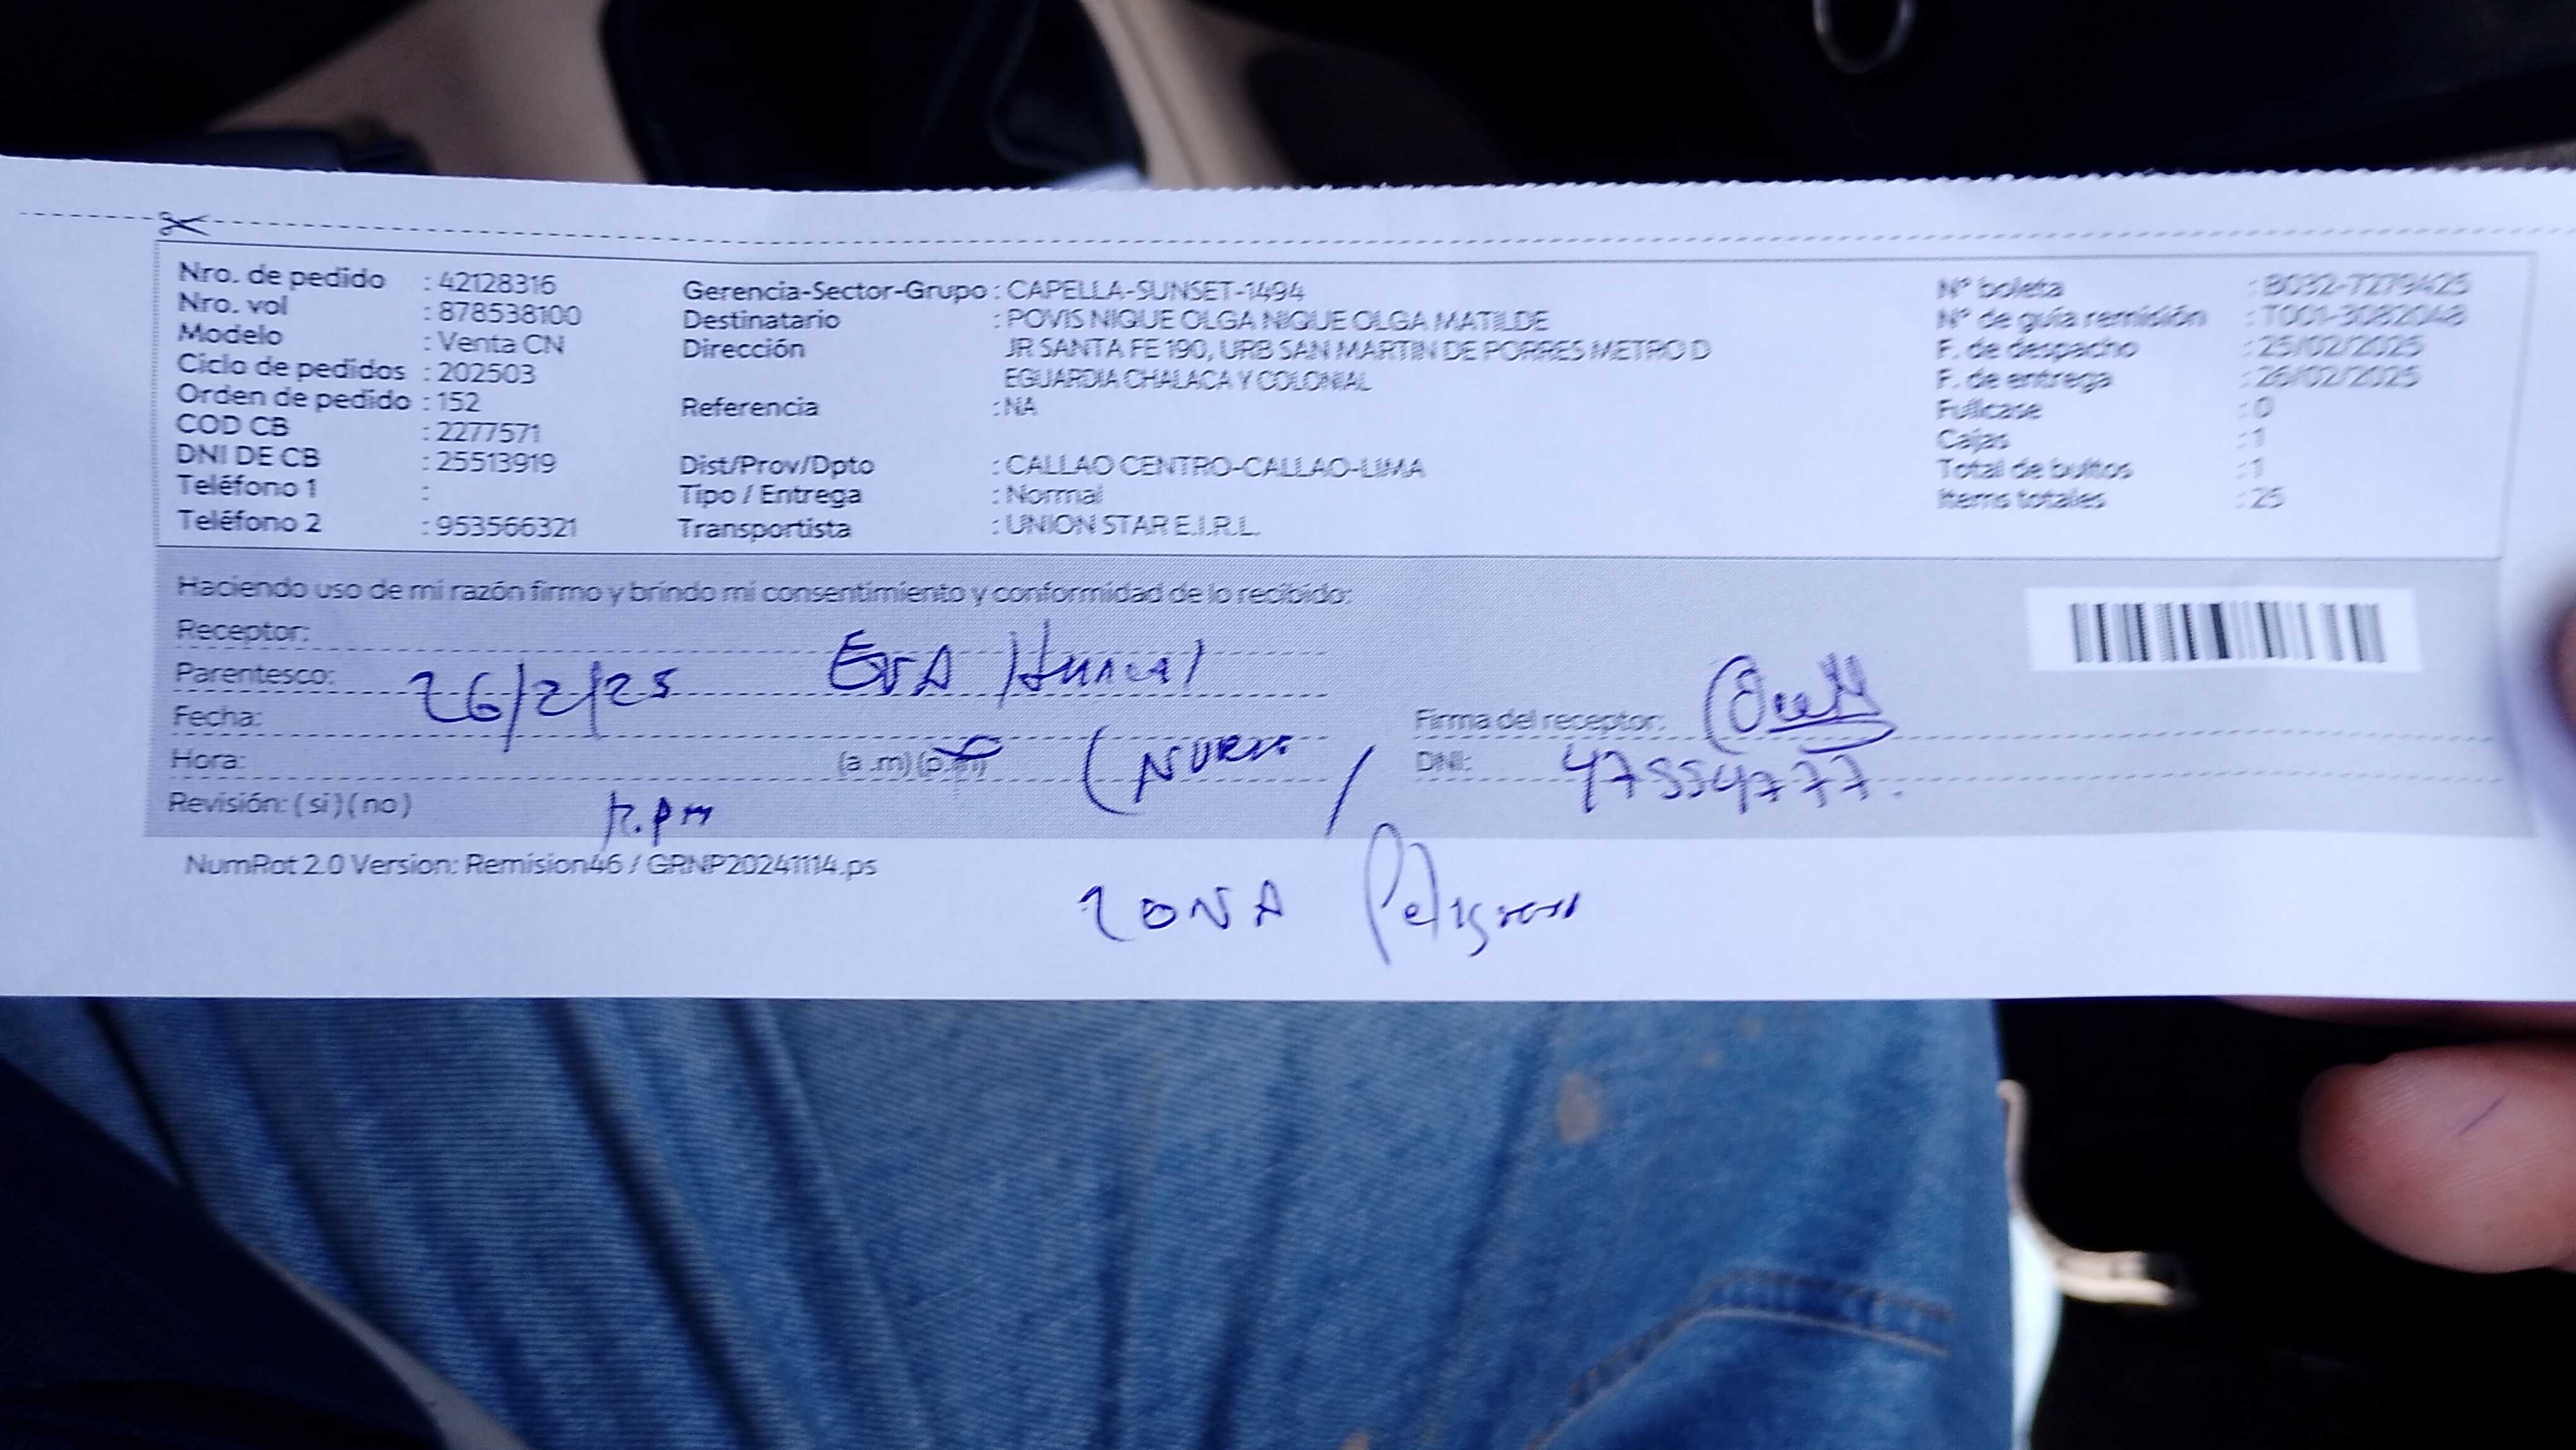 Nro. de pedido : 42128316
Nro. vol : 878538100
Modelo : Venta CN
Ciclo de pedidos : 202503
Orden de pedido : 152
COD CB : 2277571
DNI DE CB : 25513919
Teléfono 1 :
Teléfono 2 : 953566321
Gerencia-Sector-Grupo : CAPELLA-SUNSET-1494
Destinatario : POVIS NIQUE OLGA NIQUE OLGA MATILDE
Dirección JR SANTA FE 190, URB SAN MARTIN DE PORRES METRO D
EGUARDIA CHALACA Y COLONIAL
Referencia : NA
Dist/Prov/Dpto : CALLAO CENTRO-CALLAO-LIMA
Tipo / Entrega : Normal
Transportista : UNION STAR E.I.R.L.
Nº boleta : B032-7279425
Nº de guía remisión : T001-3082048
F. de despacho : 25/02/2025
F. de entrega : 26/02/2025
Fullcase : 0
Cajas : 1
Total de bultos : 1
Items totales : 25
Haciendo uso de mi razón firmo y brindo mi consentimiento y conformidad de lo recibido:
Receptor:
EVA
Parentesco:
26/2/25
Fecha:
Firma del receptor:
Hora: (a .m) (p.m)
DNI: 47554777.
Revisión: ( si ) ( no )
NumRot 2.0 Version: Remision46 / GRNP20241114.ps
ZONA Peligrosa